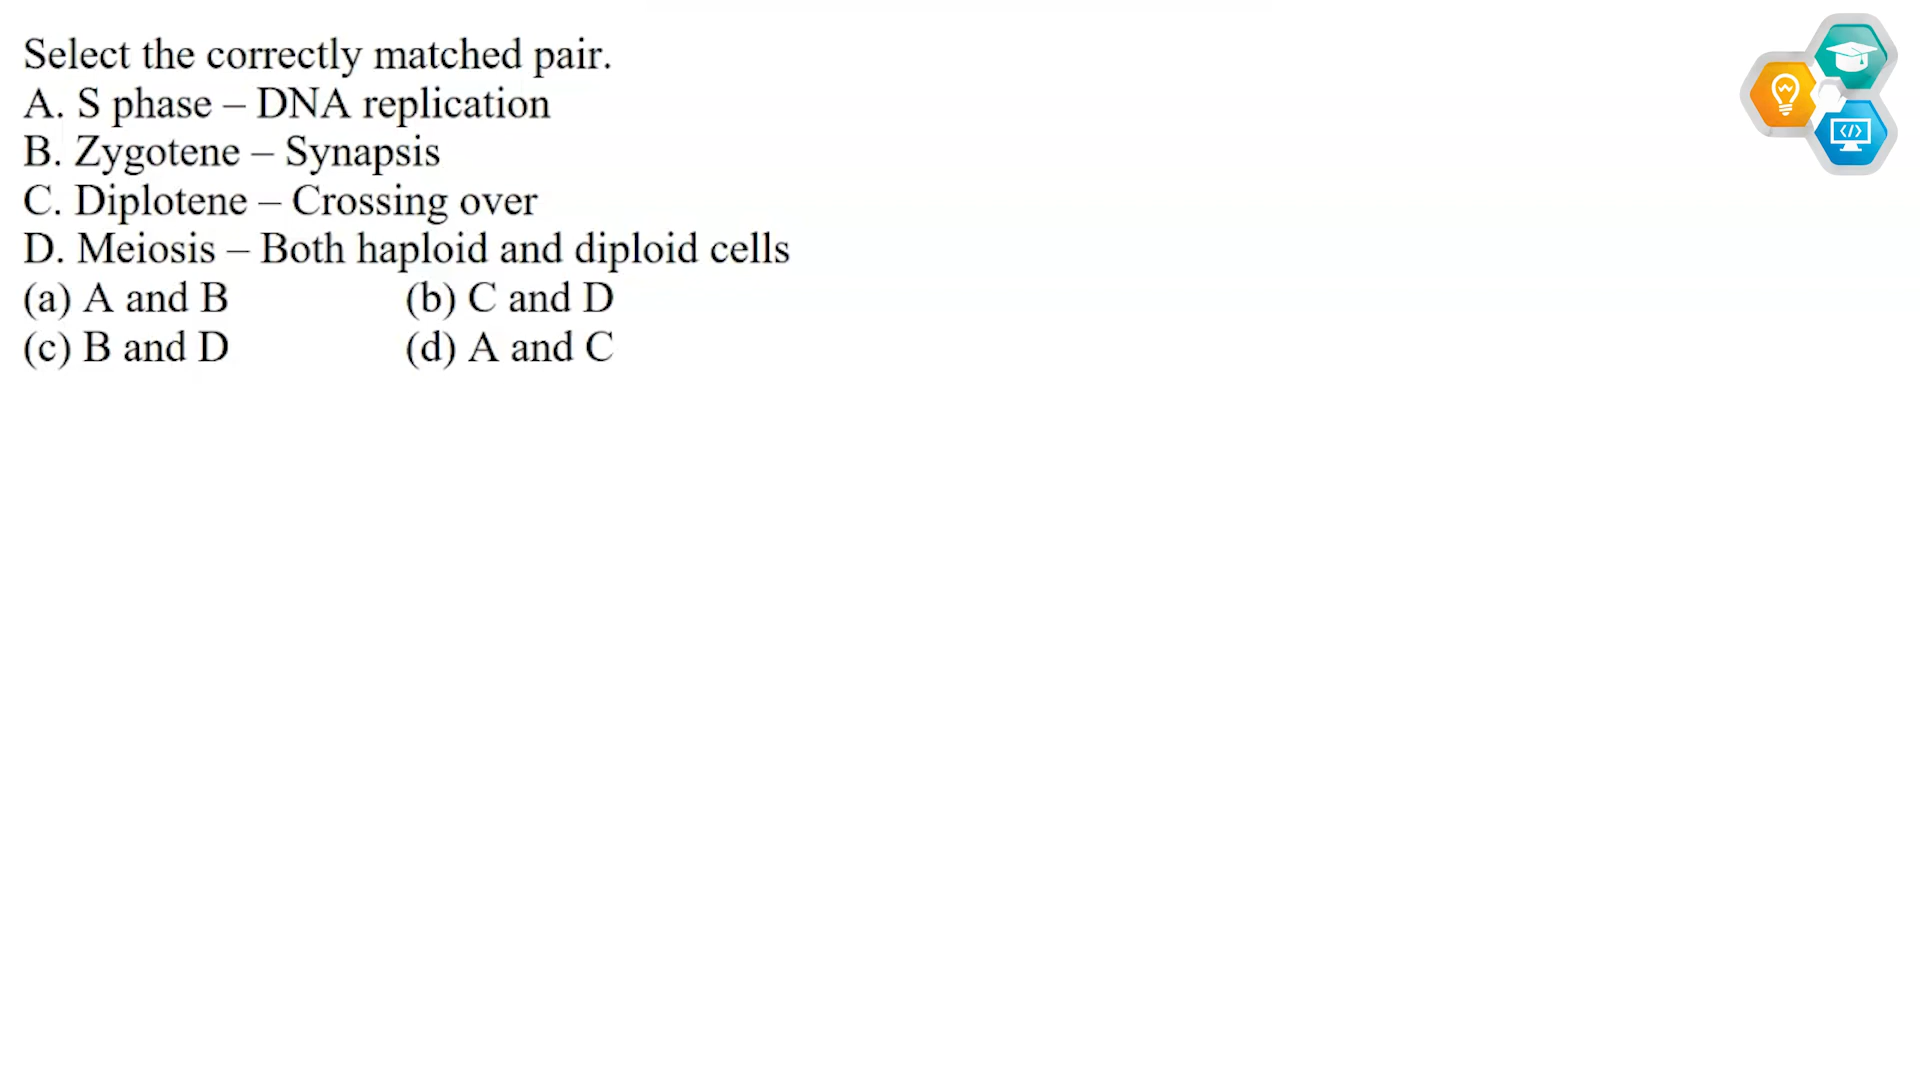 Select the correctly matched pair.
A. S phase – DNA replication
B. Zygotene – Synapsis
C. Diplotene – Crossing over
D. Meiosis – Both haploid and diploid cells
(a) A and B (b) C and D
(c) B and D (d) A and C